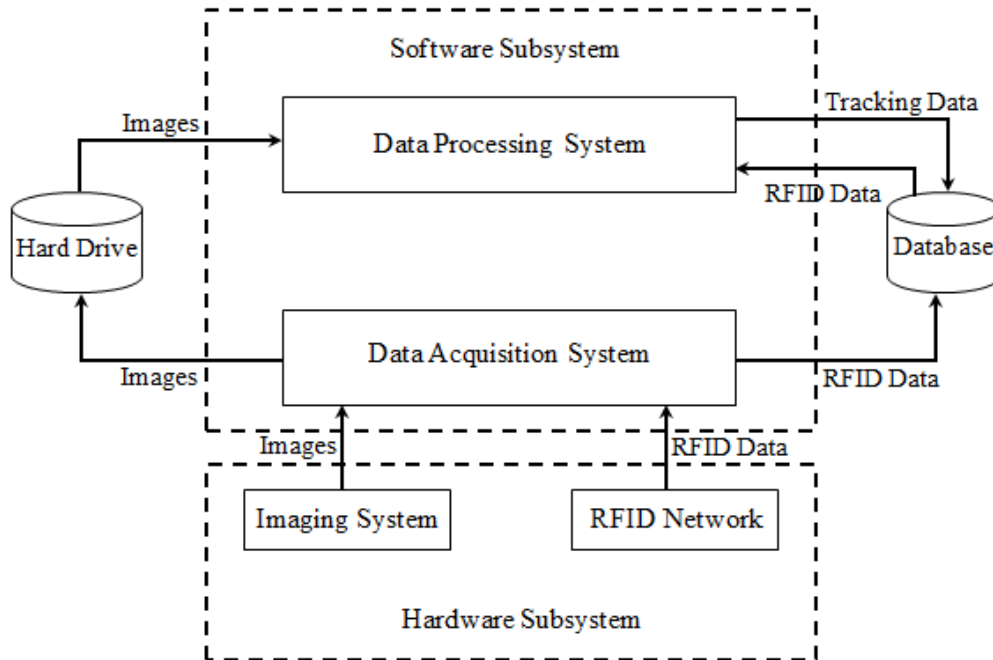 Software Subsystem
Images
Tracking Data
Data Processing System
RFID Data
Hard Drive
Database
Data Acquisition System
Images
RFID Data
Images
RFID Data
Imaging System
RFID Network
Hardware Subsystem